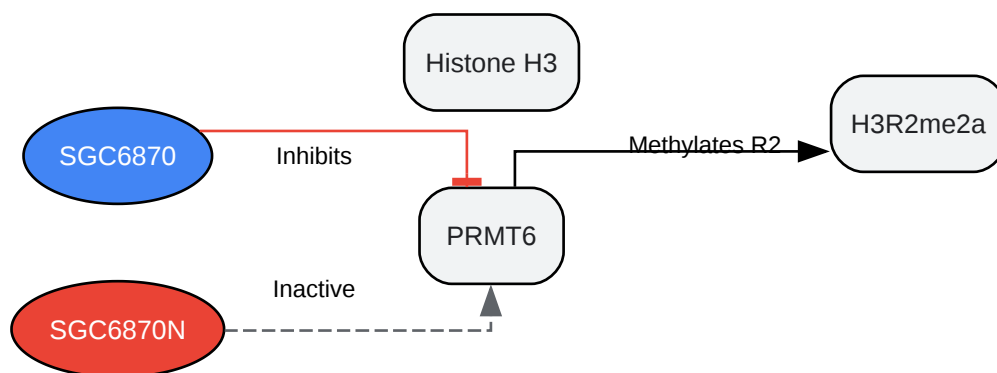 Histone H3
SGC6870
Inhibits
Methylates R2
H3R2me2a
PRMT6
Inactive
SGC6870N